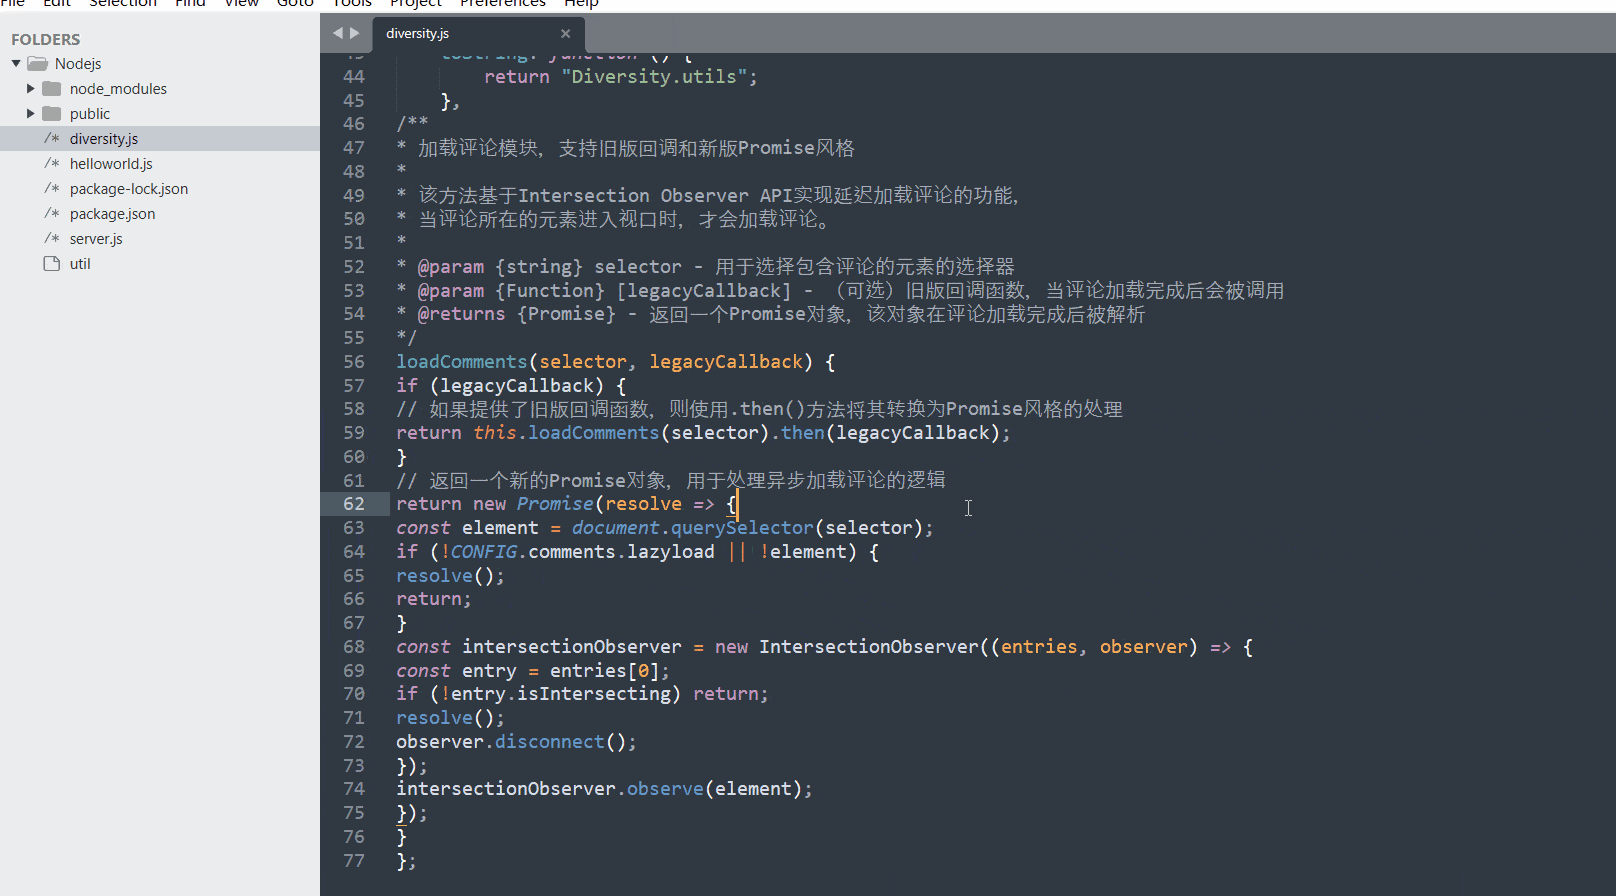 File Edit Selection Find View Goto Tools Project Preferences Help
FOLDERS
Nodejs
node_modules
public
/* diversity.js
/* helloworld.js
/* package-lock.json
/* package.json
/* server.js
util
diversity.js
43 toString: function () {
44 return "Diversity.utils";
45 },
46 /**
47 * 加载评论模块，支持旧版回调和新版Promise风格
48 *
49 * 该方法基于Intersection Observer API实现延迟加载评论的功能，
50 * 当评论所在的元素进入视口时，才会加载评论。
51 *
52 * @param {string} selector - 用于选择包含评论的元素的选择器
53 * @param {Function} [legacyCallback] - （可选）旧版回调函数，当评论加载完成后会被调用
54 * @returns {Promise} - 返回一个Promise对象，该对象在评论加载完成后被解析
55 */
56 loadComments(selector, legacyCallback) {
57 if (legacyCallback) {
58 // 如果提供了旧版回调函数，则使用.then()方法将其转换为Promise风格的处理
59 return this.loadComments(selector).then(legacyCallback);
60 }
61 // 返回一个新的Promise对象，用于处理异步加载评论的逻辑
62 return new Promise(resolve => {
63 const element = document.querySelector(selector);
64 if (!CONFIG.comments.lazyload || !element) {
65 resolve();
66 return;
67 }
68 const intersectionObserver = new IntersectionObserver((entries, observer) => {
69 const entry = entries[0];
70 if (!entry.isIntersecting) return;
71 resolve();
72 observer.disconnect();
73 });
74 intersectionObserver.observe(element);
75 });
76 }
77 };